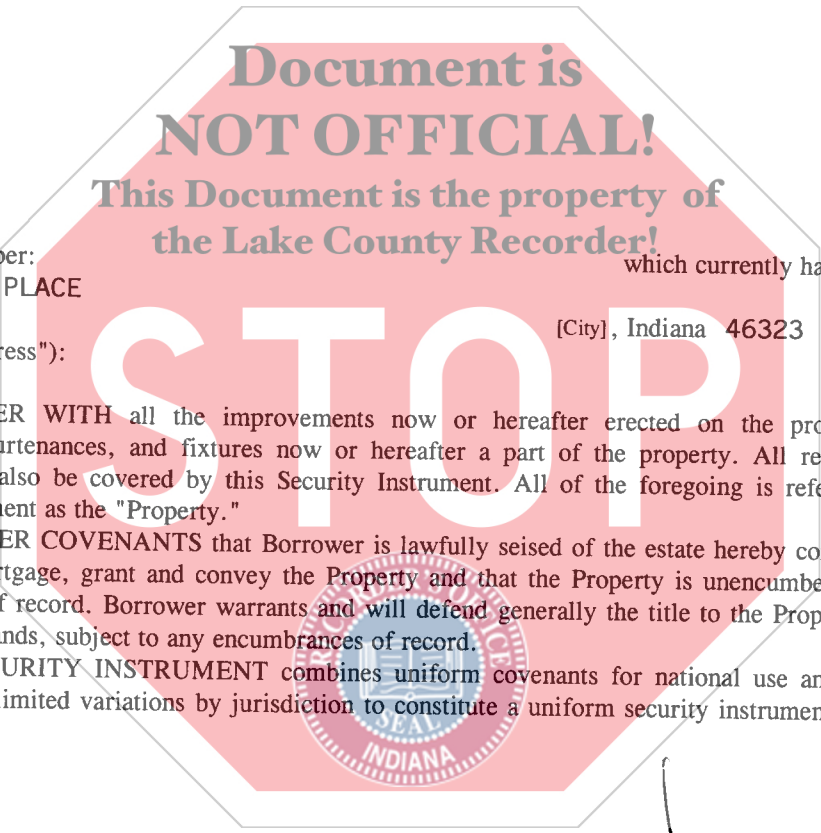 Document is
NOT OFFICIAL!
This Document is the property of
the Lake County Recorder!
ber:
which currently ha
PLACE
[City], Indiana 46323
ress"):
STOP
ER WITH all the improvements now or hereafter erected on the pro
urtenances, and fixtures now or hereafter a part of the property. All re
also be covered by this Security Instrument. All of the foregoing is refe
ent as the "Property."
ER COVENANTS that Borrower is lawfully seised of the estate hereby co
rtgage, grant and convey the Property and that the Property is unencumbe
f record. Borrower warrants and will defend generally the title to the Prop
nds, subject to any encumbrances of record.
URITY INSTRUMENT combines uniform covenants for national use an
imited variations by jurisdiction to constitute a uniform security instrumen
RECORDER'S OFFICE
SEAL
INDIANA